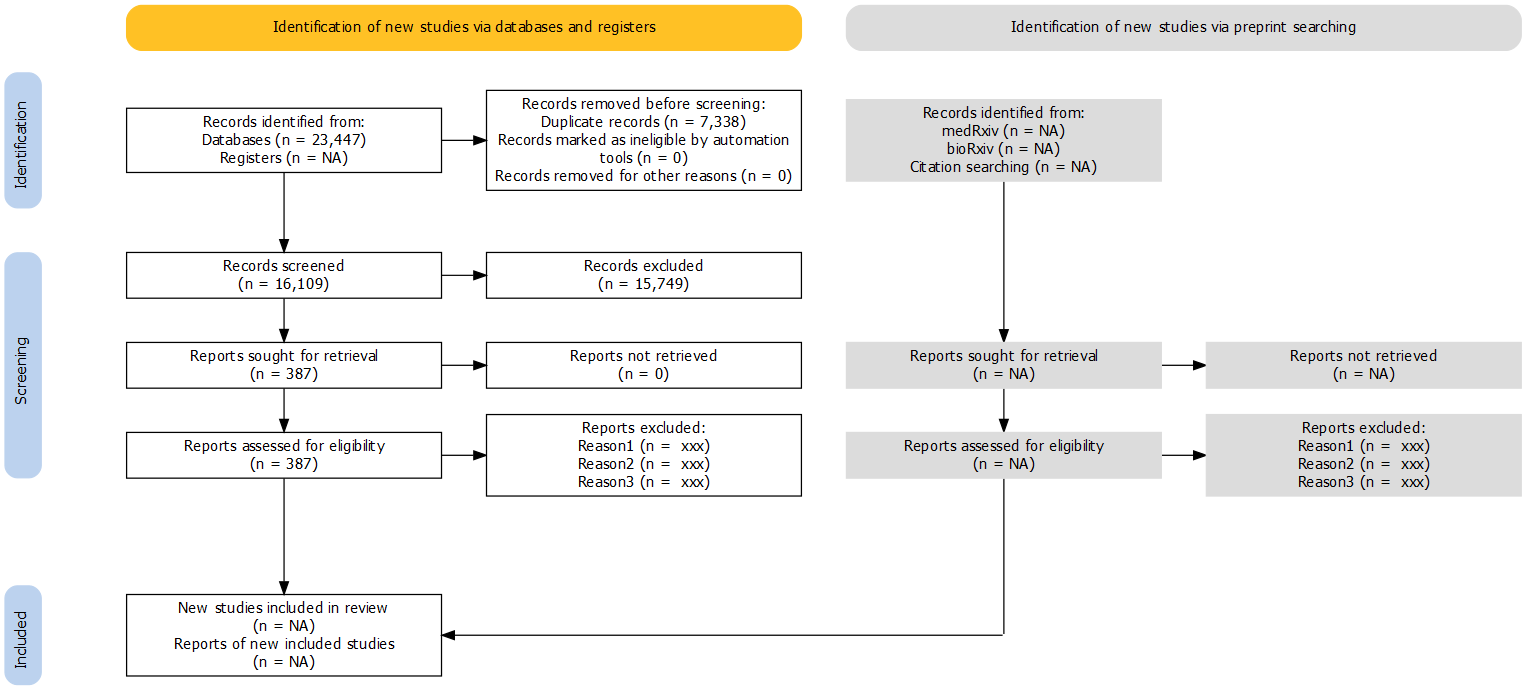 Identification of new studies via databases and registers
Identification of new studies via preprint searching
Identification
Records identified from:
Databases (n = 23,447)
Registers (n = NA)
Records removed before screening:
Duplicate records (n = 7,338)
Records marked as ineligible by automation
tools (n = 0)
Records removed for other reasons (n = 0)
Records identified from:
medRxiv (n = NA)
bioRxiv (n = NA)
Citation searching (n = NA)
Screening
Records screened
(n = 16,109)
Records excluded
(n = 15,749)
Reports sought for retrieval
(n = 387)
Reports not retrieved
(n = 0)
Reports sought for retrieval
(n = NA)
Reports not retrieved
(n = NA)
Reports assessed for eligibility
(n = 387)
Reports excluded:
Reason1 (n = xxx)
Reason2 (n = xxx)
Reason3 (n = xxx)
Reports assessed for eligibility
(n = NA)
Reports excluded:
Reason1 (n = xxx)
Reason2 (n = xxx)
Reason3 (n = xxx)
Included
New studies included in review
(n = NA)
Reports of new included studies
(n = NA)